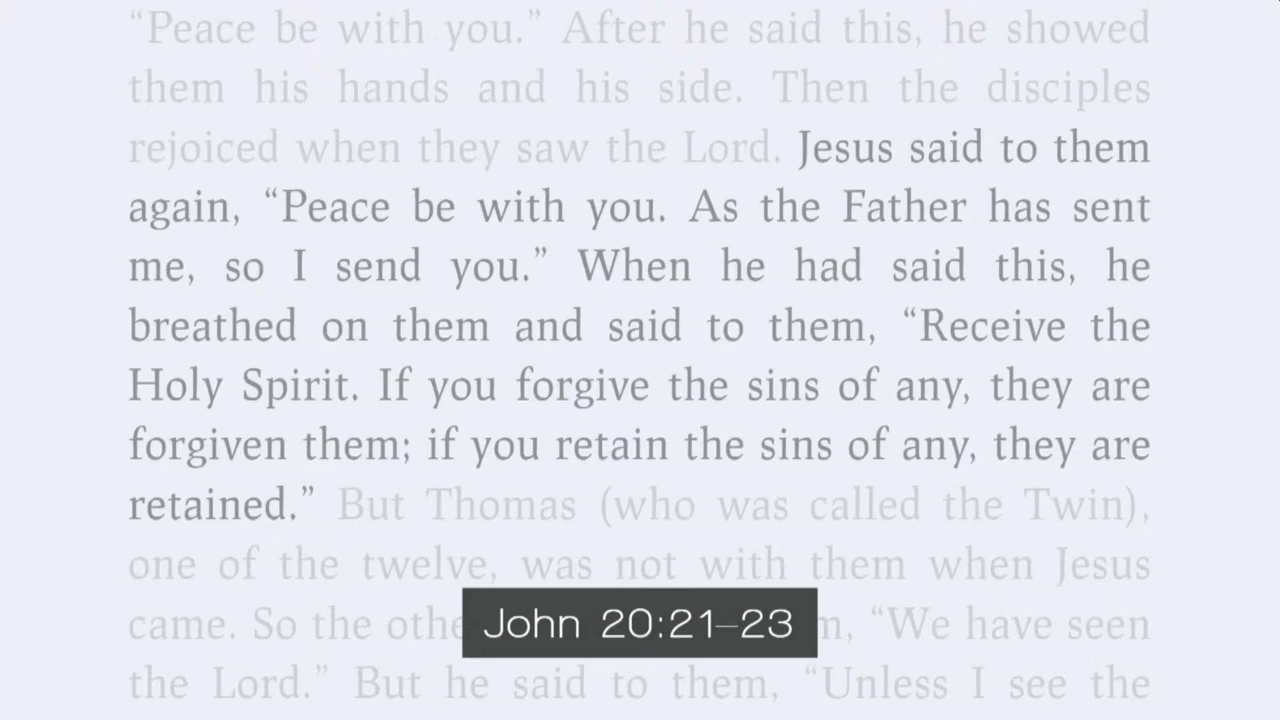 “Peace be with you.” After he said this, he showed
them his hands and his side. Then the disciples
rejoiced when they saw the Lord. Jesus said to them
again, “Peace be with you. As the Father has sent
me, so I send you.” When he had said this, he
breathed on them and said to them, “Receive the
Holy Spirit. If you forgive the sins of any, they are
forgiven them; if you retain the sins of any, they are
retained.” But Thomas (who was called the Twin),
one of the twelve, was not with them when Jesus
came. So the “We have seen
the Lord.” But he said to them, “Unless I see the
John 20:21–23